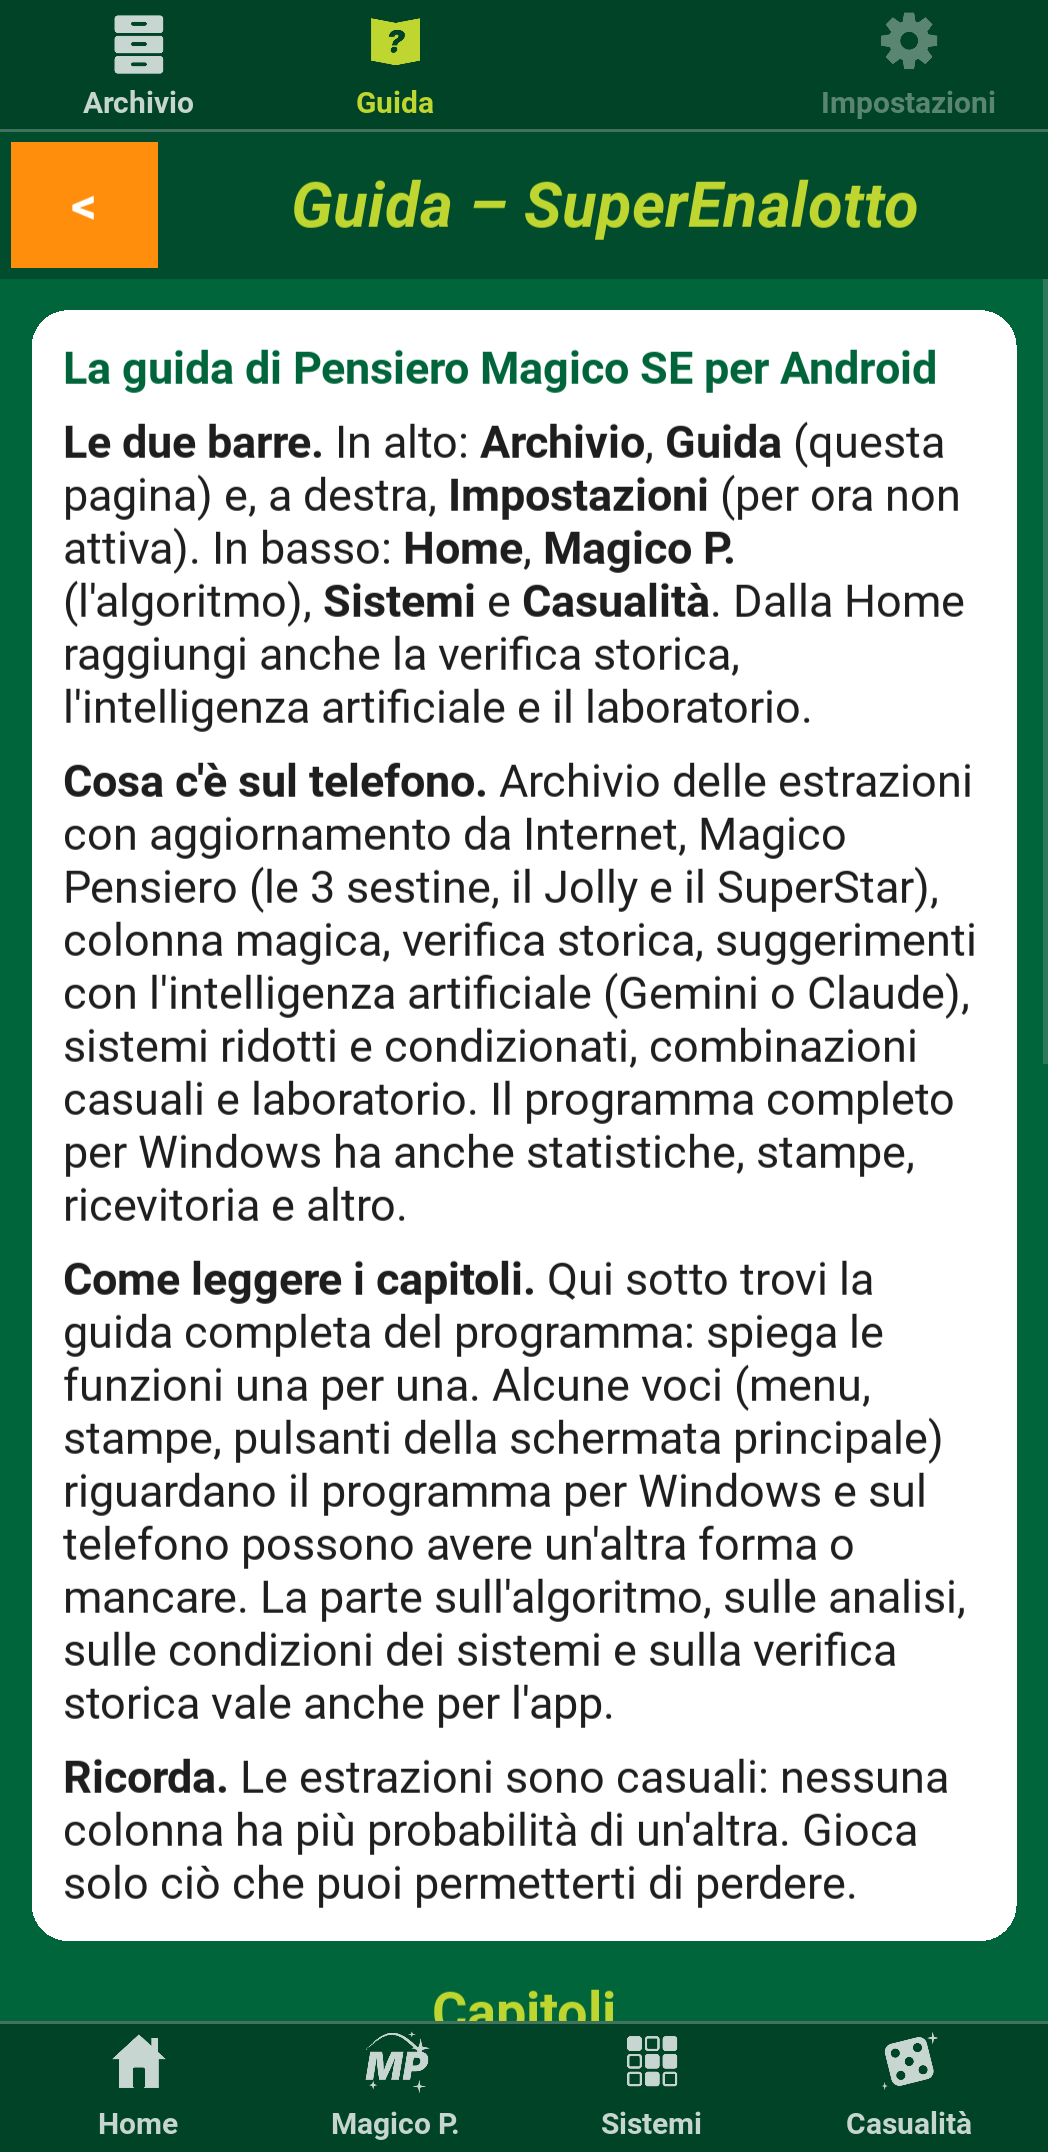 Archivio
Guida
Impostazioni
<
Guida – SuperEnalotto
La guida di Pensiero Magico SE per Android
Le due barre. In alto: Archivio, Guida (questa
pagina) e, a destra, Impostazioni (per ora non
attiva). In basso: Home, Magico P.
(l'algoritmo), Sistemi e Casualità. Dalla Home
raggiungi anche la verifica storica,
l'intelligenza artificiale e il laboratorio.
Cosa c'è sul telefono. Archivio delle estrazioni
con aggiornamento da Internet, Magico
Pensiero (le 3 sestine, il Jolly e il SuperStar),
colonna magica, verifica storica, suggerimenti
con l'intelligenza artificiale (Gemini o Claude),
sistemi ridotti e condizionati, combinazioni
casuali e laboratorio. Il programma completo
per Windows ha anche statistiche, stampe,
ricevitoria e altro.
Come leggere i capitoli. Qui sotto trovi la
guida completa del programma: spiega le
funzioni una per una. Alcune voci (menu,
stampe, pulsanti della schermata principale)
riguardano il programma per Windows e sul
telefono possono avere un'altra forma o
mancare. La parte sull'algoritmo, sulle analisi,
sulle condizioni dei sistemi e sulla verifica
storica vale anche per l'app.
Ricorda. Le estrazioni sono casuali: nessuna
colonna ha più probabilità di un'altra. Gioca
solo ciò che puoi permetterti di perdere.
Capitoli
MP
Home
Magico P.
Sistemi
Casualità